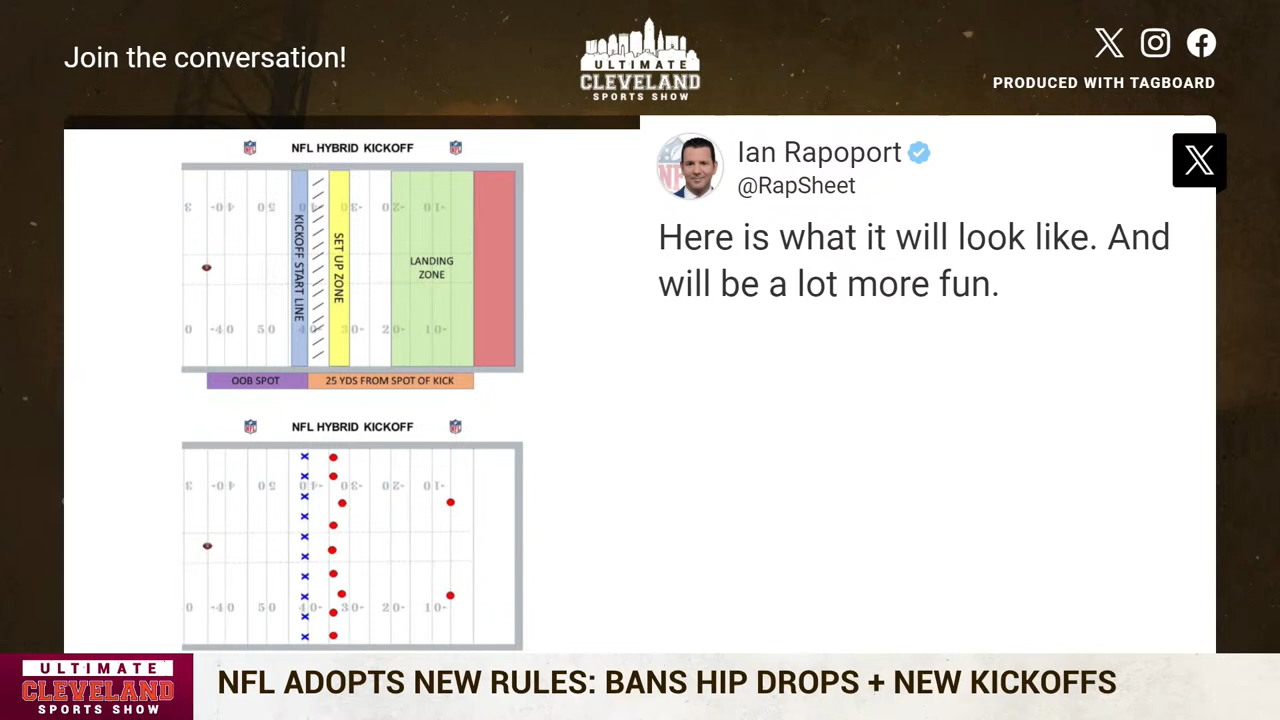 Join the conversation!
ULTIMATE
CLEVELAND
SPORTS SHOW
PRODUCED WITH TAGBOARD
NFL HYBRID KICKOFF
KICKOFF START LINE
SET UP ZONE
LANDING
ZONE
OOB SPOT
25 YDS FROM SPOT OF KICK
NFL HYBRID KICKOFF
Ian Rapoport
@RapSheet
Here is what it will look like. And
will be a lot more fun.
ULTIMATE
CLEVELAND
SPORTS SHOW
NFL ADOPTS NEW RULES: BANS HIP DROPS + NEW KICKOFFS